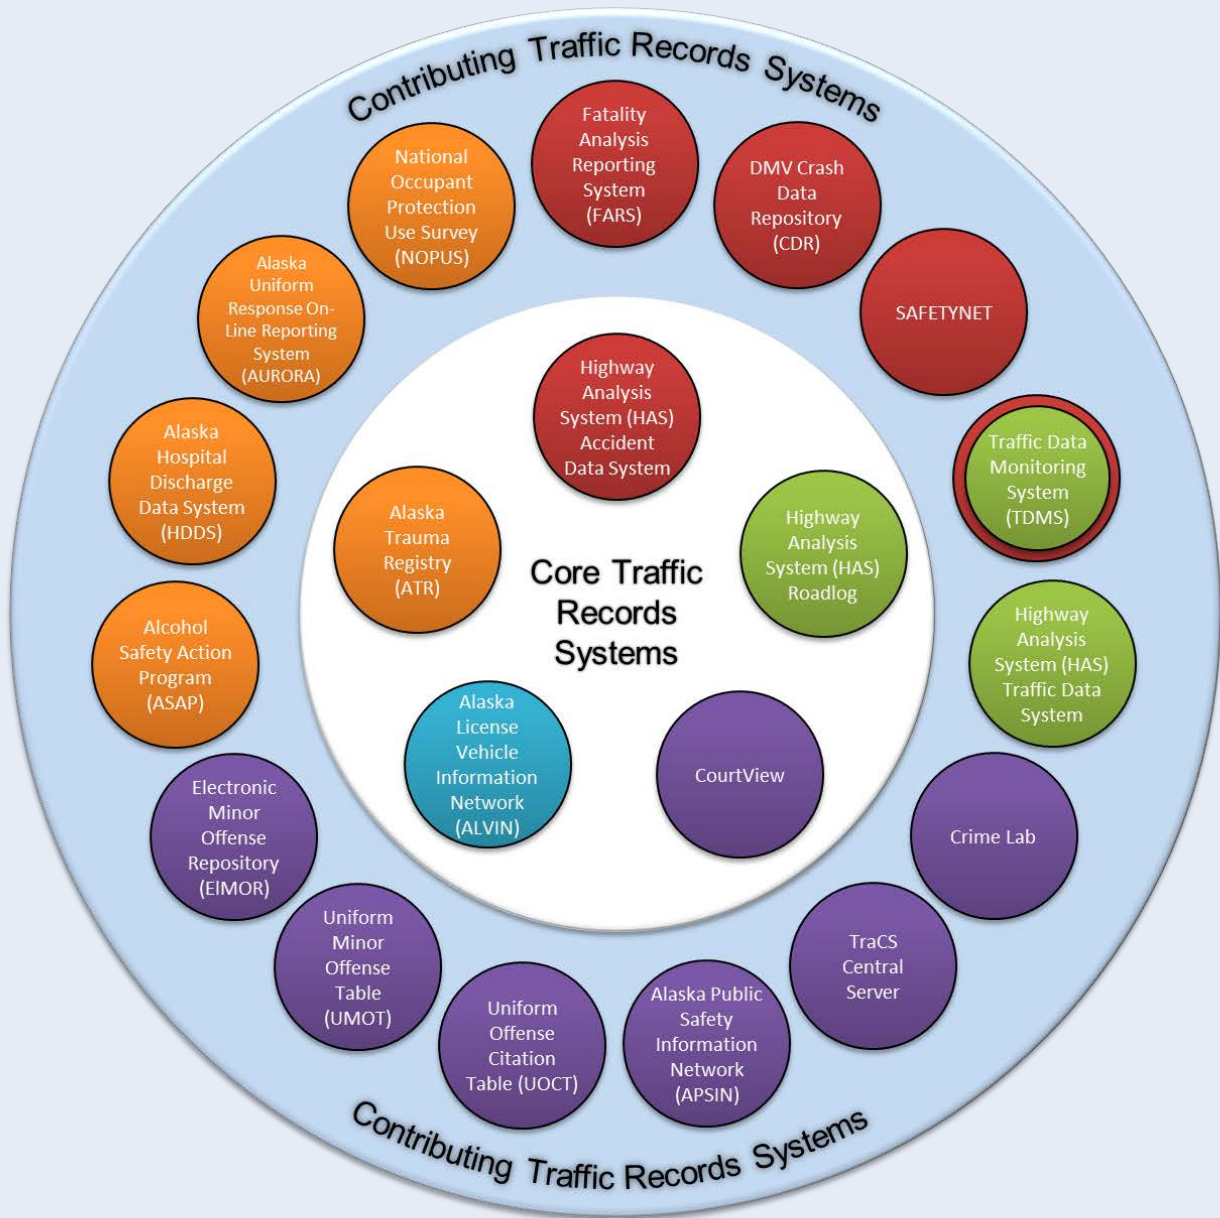 Contributing Traffic Records Systems
Fatality
Analysis
Reporting
System
(FARS)
DMV Crash
Data
Repository
(CDR)
SAFETYNET
Traffic Data
Monitoring
System
(TDMS)
Highway
Analysis
System (HAS)
Traffic Data
System
Crime Lab
TraCS
Central
Server
Alaska Public
Safety
Information
Network
(APSIN)
Uniform
Offense
Citation
Table (UOCT)
Uniform
Minor
Offense
Table
(UMOT)
Electronic
Minor
Offense
Repository
(EIMOR)
Alcohol
Safety Action
Program
(ASAP)
Alaska
Hospital
Discharge
Data System
(HDDS)
Alaska
Uniform
Response On-
Line Reporting
System
(AURORA)
National
Occupant
Protection
Use Survey
(NOPUS)
Highway
Analysis
System (HAS)
Accident
Data System
Highway
Analysis
System (HAS)
Roadlog
CourtView
Alaska
License
Vehicle
Information
Network
(ALVIN)
Alaska
Trauma
Registry
(ATR)
Core Traffic
Records
Systems
Contributing Traffic Records Systems